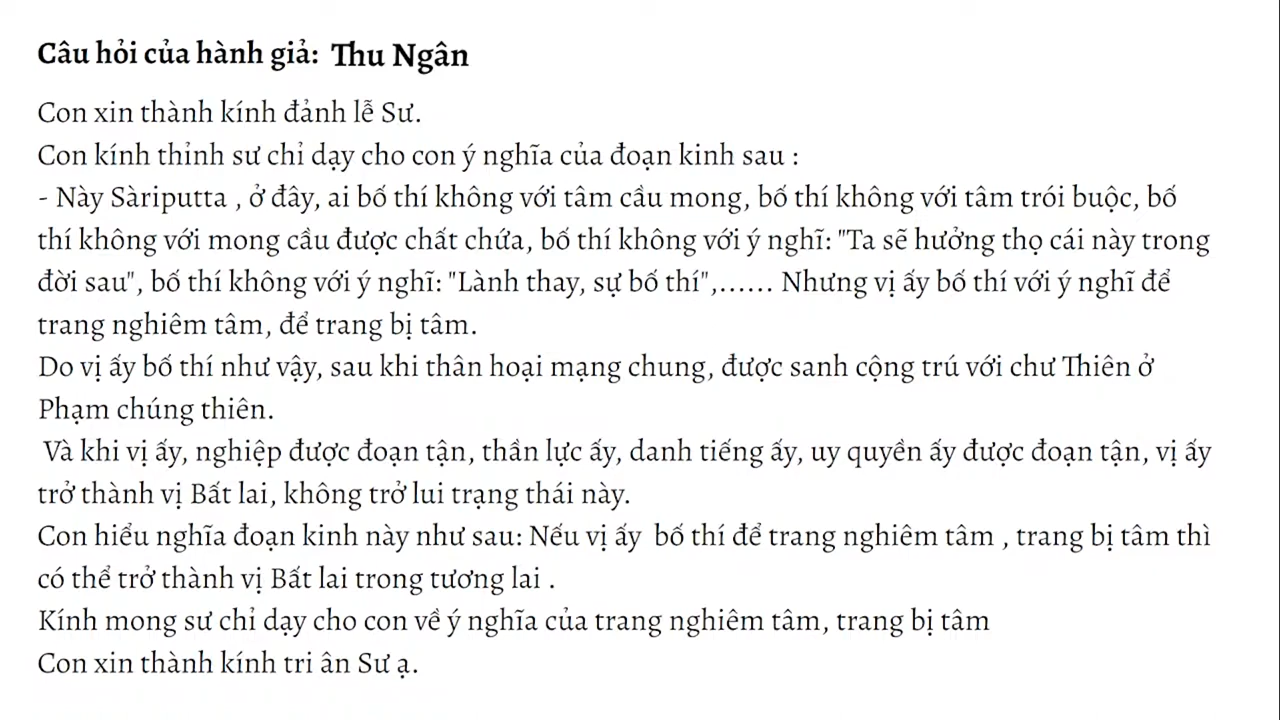 Câu hỏi của hành giả: Thu Ngân
Con xin thành kính đảnh lễ Sư.
Con kính thỉnh sư chỉ dạy cho con ý nghĩa của đoạn kinh sau :
- Này Sàriputta , ở đây, ai bố thí không với tâm cầu mong, bố thí không với tâm trói buộc, bố
thí không với mong cầu được chất chứa, bố thí không với ý nghĩ: "Ta sẽ hưởng thọ cái này trong
đời sau", bố thí không với ý nghĩ: "Lành thay, sự bố thí",...... Nhưng vị ấy bố thí với ý nghĩ để
trang nghiêm tâm, để trang bị tâm.
Do vị ấy bố thí như vậy, sau khi thân hoại mạng chung, được sanh cộng trú với chư Thiên ở
Phạm chúng thiên.
Và khi vị ấy, nghiệp được đoạn tận, thần lực ấy, danh tiếng ấy, uy quyền ấy được đoạn tận, vị ấy
trở thành vị Bất lai, không trở lui trạng thái này.
Con hiểu nghĩa đoạn kinh này như sau: Nếu vị ấy  bố thí để trang nghiêm tâm , trang bị tâm thì
có thể trở thành vị Bất lai trong tương lai .
Kính mong sư chỉ dạy cho con về ý nghĩa của trang nghiêm tâm, trang bị tâm
Con xin thành kính tri ân Sư ạ.